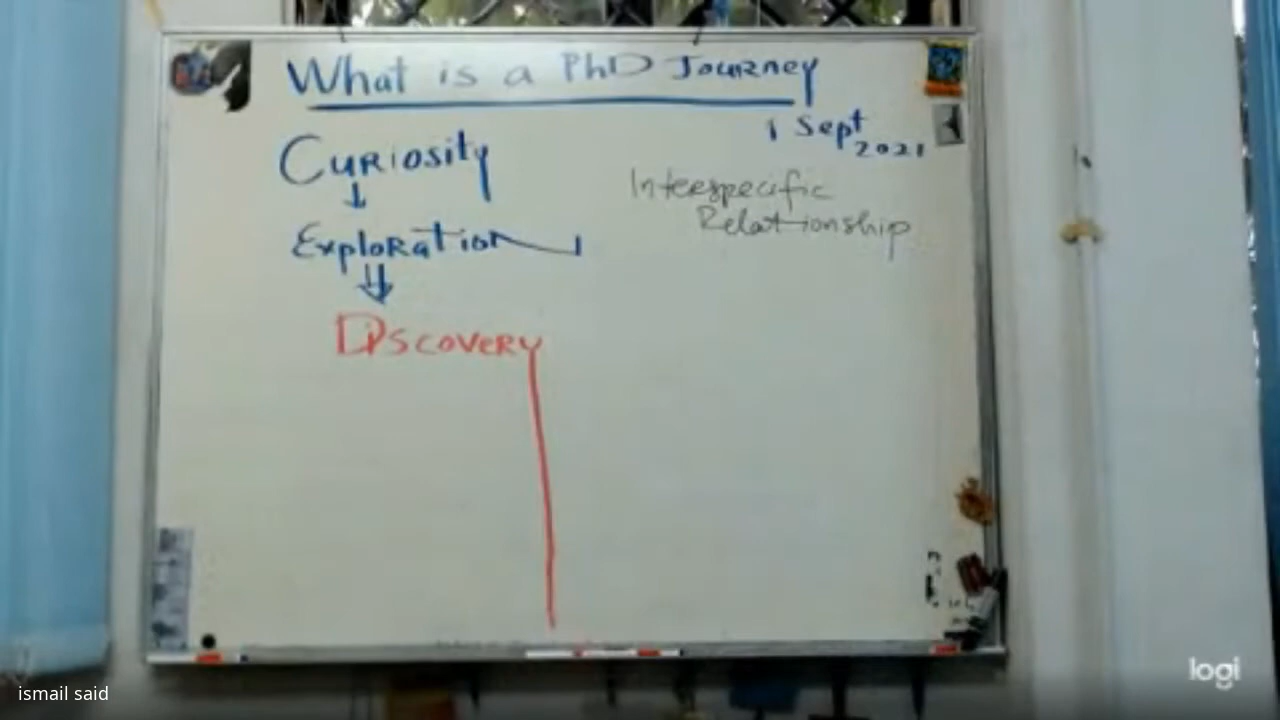 What is a PhD Journey
1 Sept
2021
Curiosity
Interspecific
Relationship
Exploration
Discovery
logi
ismail said